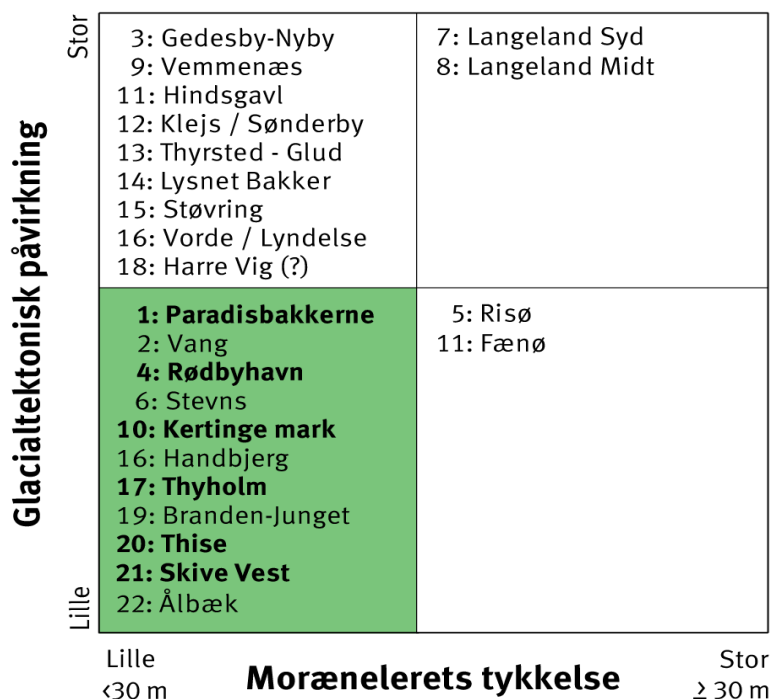 Stor
Glacialtektonisk påvirkning
Lille
3: Gedesby-Nyby
9: Vemmenæs
11: Hindsgavl
12: Klejs / Sønderby
13: Thyrsted - Glud
14: Lysnet Bakker
15: Støvring
16: Vorde / Lyndelse
18: Harre Vig (?)
7: Langeland Syd
8: Langeland Midt
1: Paradisbakkerne
2: Vang
4: Rødbyhavn
6: Stevns
10: Kertinge mark
16: Handbjerg
17: Thyholm
19: Branden-Junget
20: Thise
21: Skive Vest
22: Ålbæk
5: Risø
11: Fænø
Lille
<30 m
Morænelerets tykkelse
Stor
≥ 30 m